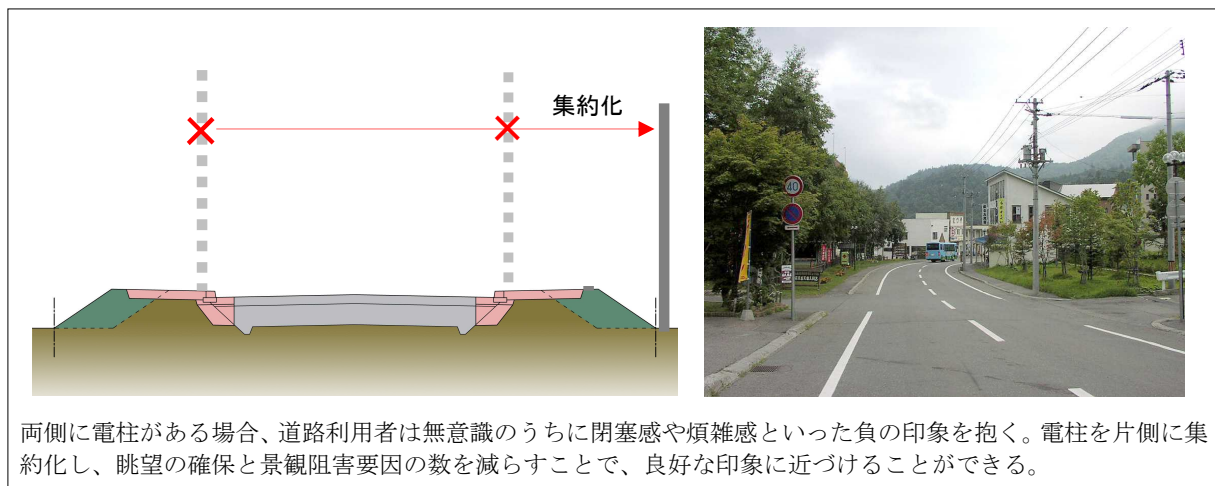 集約化
40
両側に電柱がある場合、道路利用者は無意識のうちに閉塞感や煩雑感といった負の印象を抱く。電柱を片側に集
約化し、眺望の確保と景観阻害要因の数を減らすことで、良好な印象に近づけることができる。